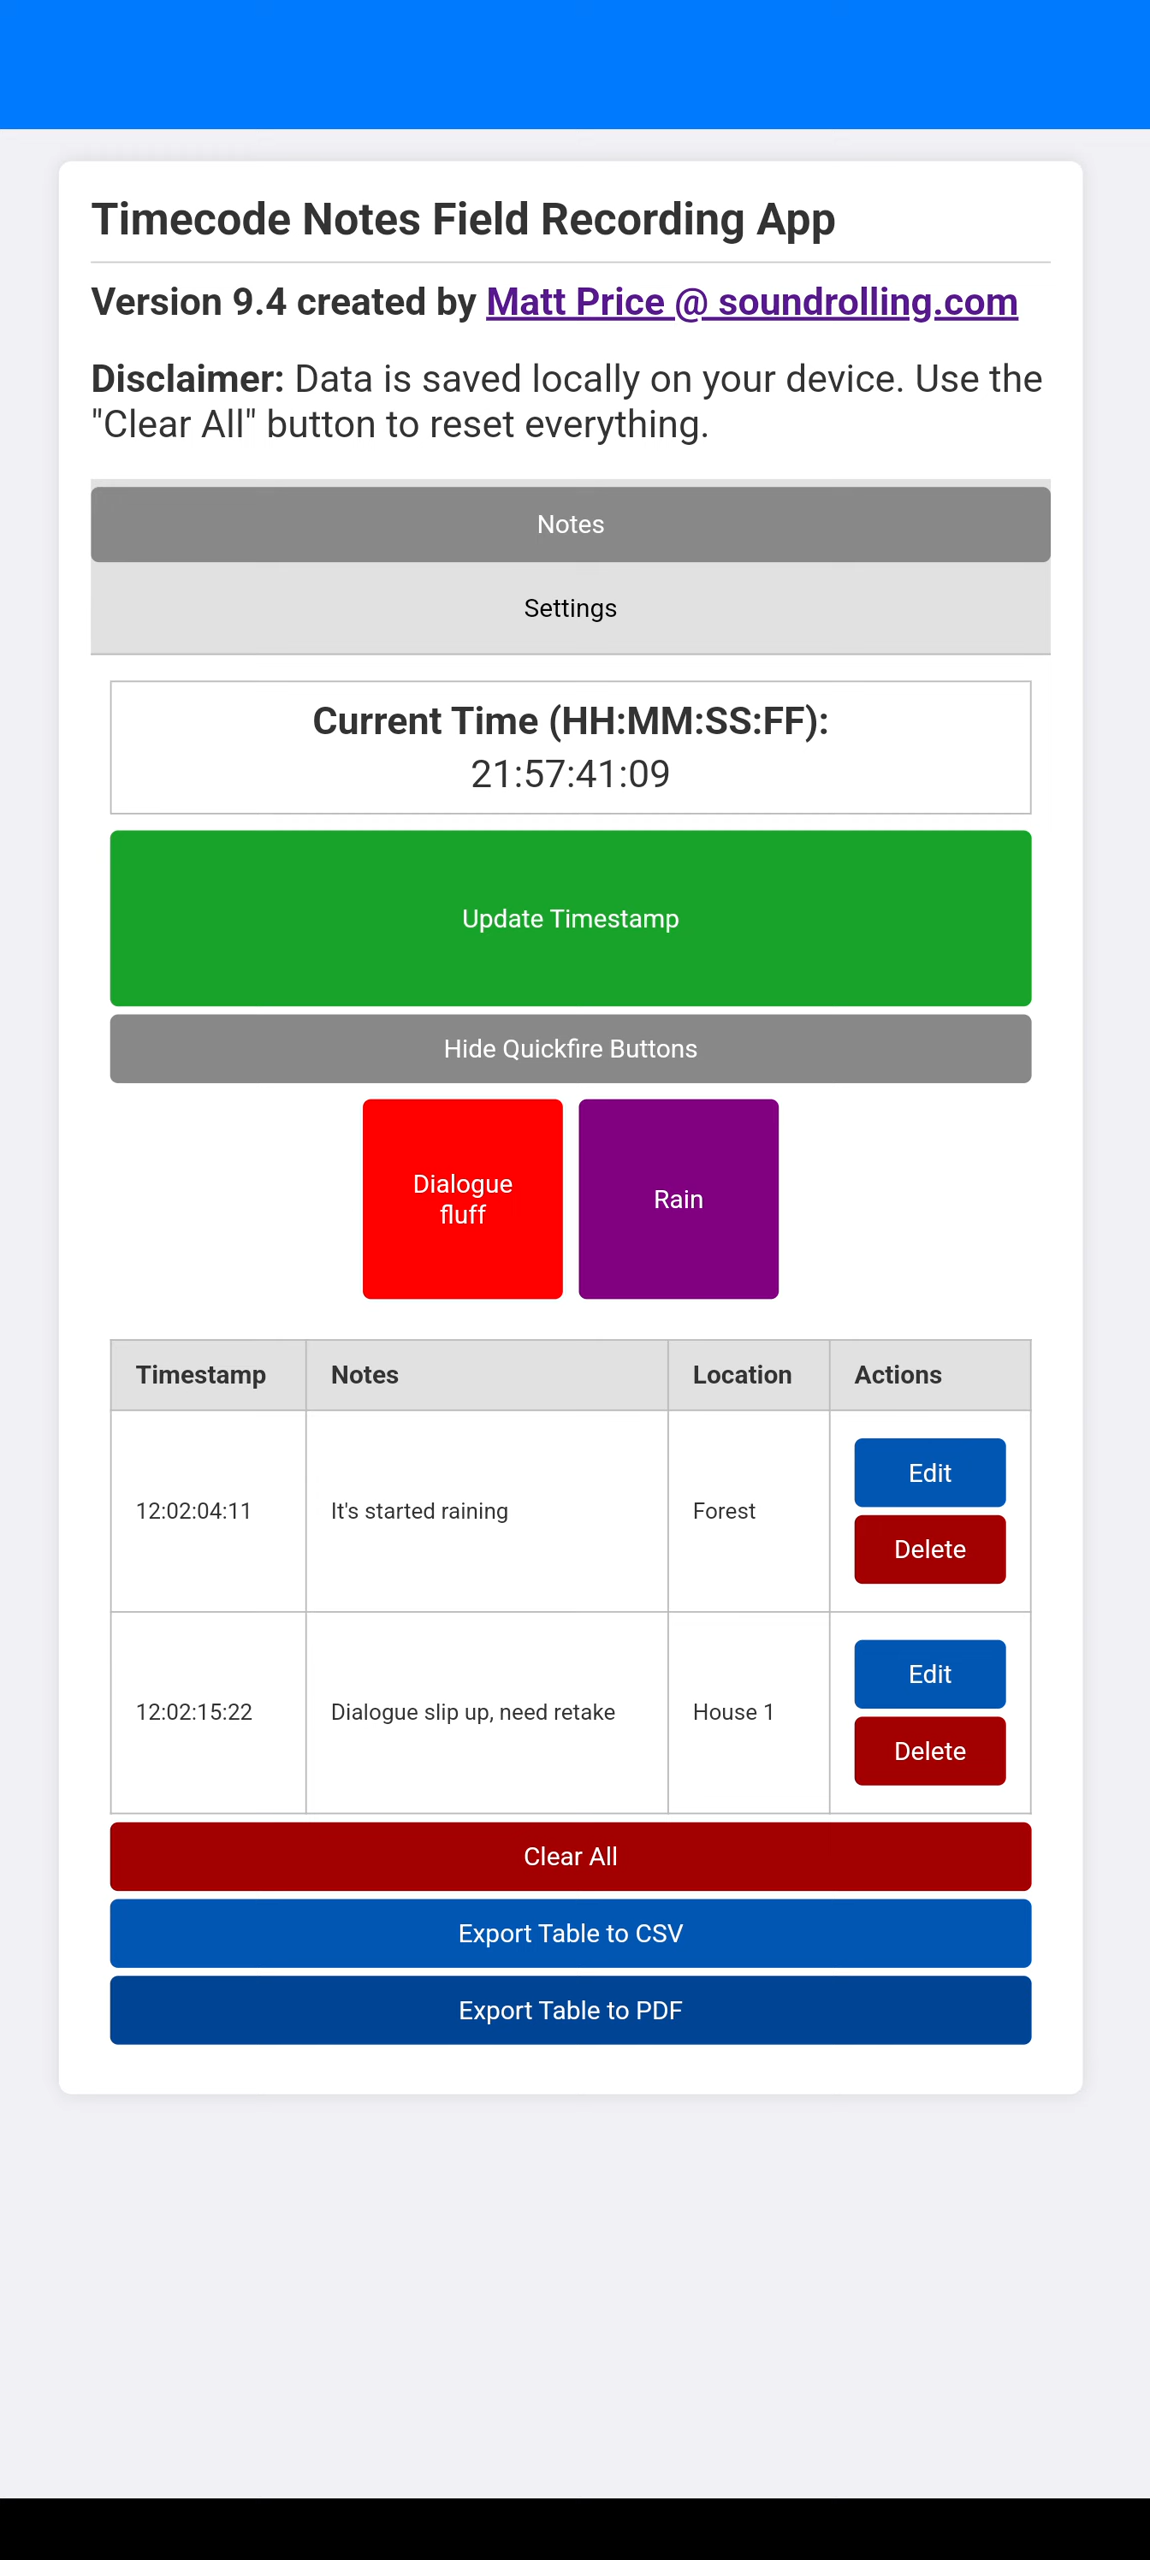 Timecode Notes Field Recording App
Version 9.4 created by Matt Price @ soundrolling.com
Disclaimer: Data is saved locally on your device. Use the
"Clear All" button to reset everything.
Notes
Settings
Current Time (HH:MM:SS:FF):
21:57:41:09
Update Timestamp
Hide Quickfire Buttons
Dialogue
fluff
Rain
Timestamp Notes Location Actions
12:02:04:11 It's started raining Forest Edit
Delete
12:02:15:22 Dialogue slip up, need retake House 1 Edit
Delete
Clear All
Export Table to CSV
Export Table to PDF